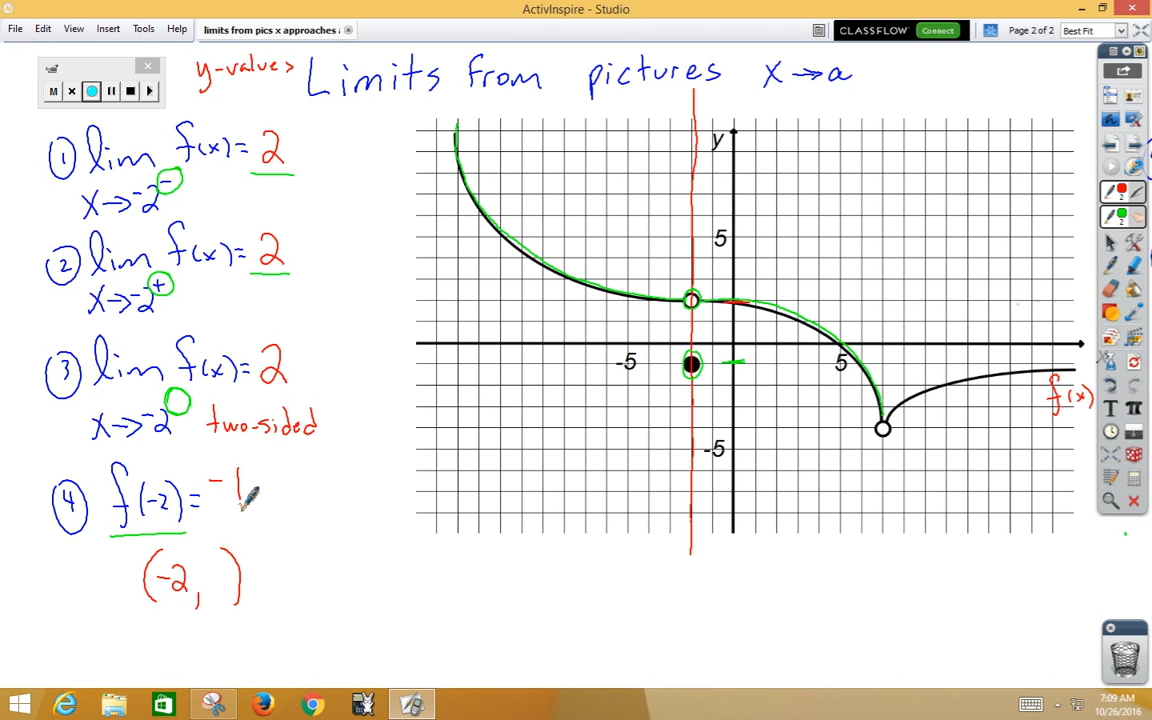 ActivInspire - Studio
File Edit View Insert Tools Help
limits from pics x approaches a
CLASSFLOW Connect
Page 2 of 2
Best Fit
M
y-values
Limits from pictures x→a
① lim f(x) = 2
x→⁻2⁻
② lim f(x) = 2
x→⁻2⁺
③ lim f(x) = 2
x→⁻2 two-sided
④ f(-2) = -1
(-2, )
y
5
-5
5
-5
f(x)
2
2
7:09 AM
10/26/2016